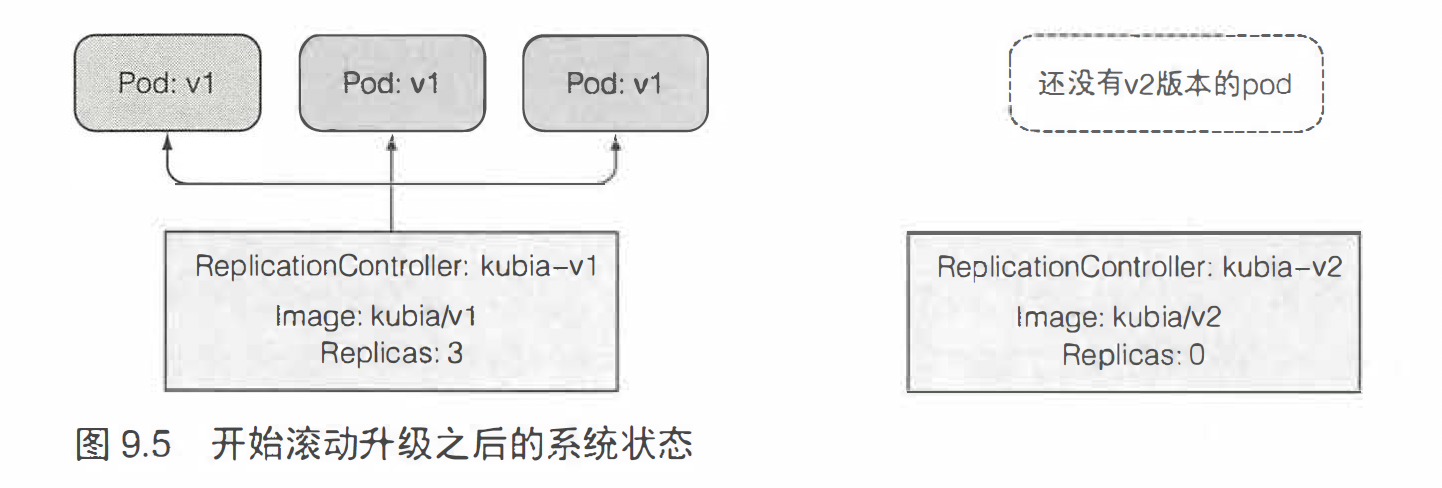 Pod: v1
Pod: v1
Pod: v1
还没有v2版本的pod
ReplicationController: kubia-v1
Image: kubia/v1
Replicas: 3
ReplicationController: kubia-v2
Image: kubia/v2
Replicas: 0
图 9.5 开始滚动升级之后的系统状态